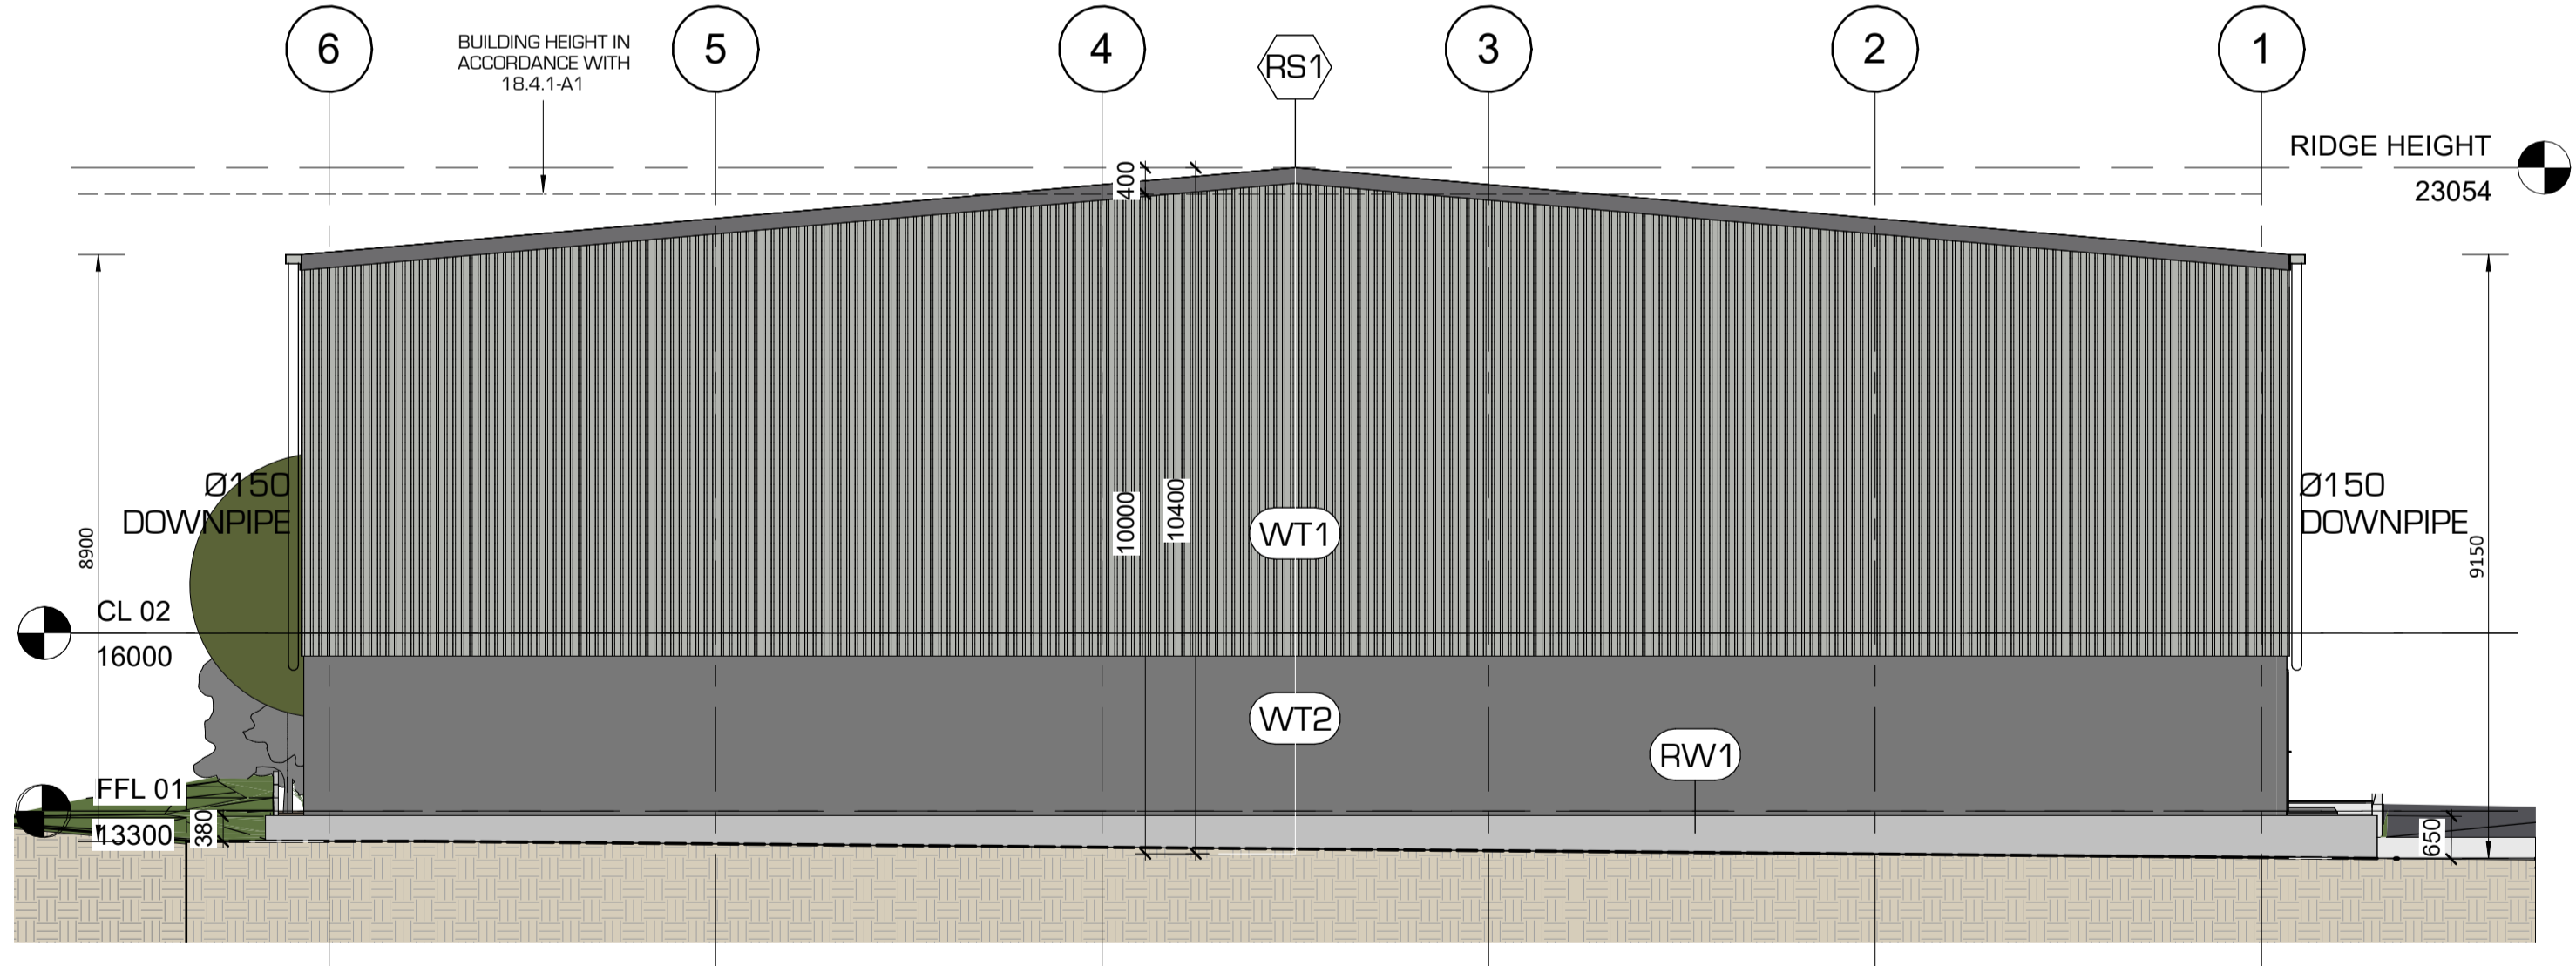 6
5
4
RS1
3
2
1
BUILDING HEIGHT IN
ACCORDANCE WITH
18.4.1-A1
RIDGE HEIGHT
23054
400
Ø150
DOWNPIPE
8900
10000
10400
WT1
Ø150
DOWNPIPE
9150
CL 02
16000
WT2
RW1
FFL 01
13300
380
650